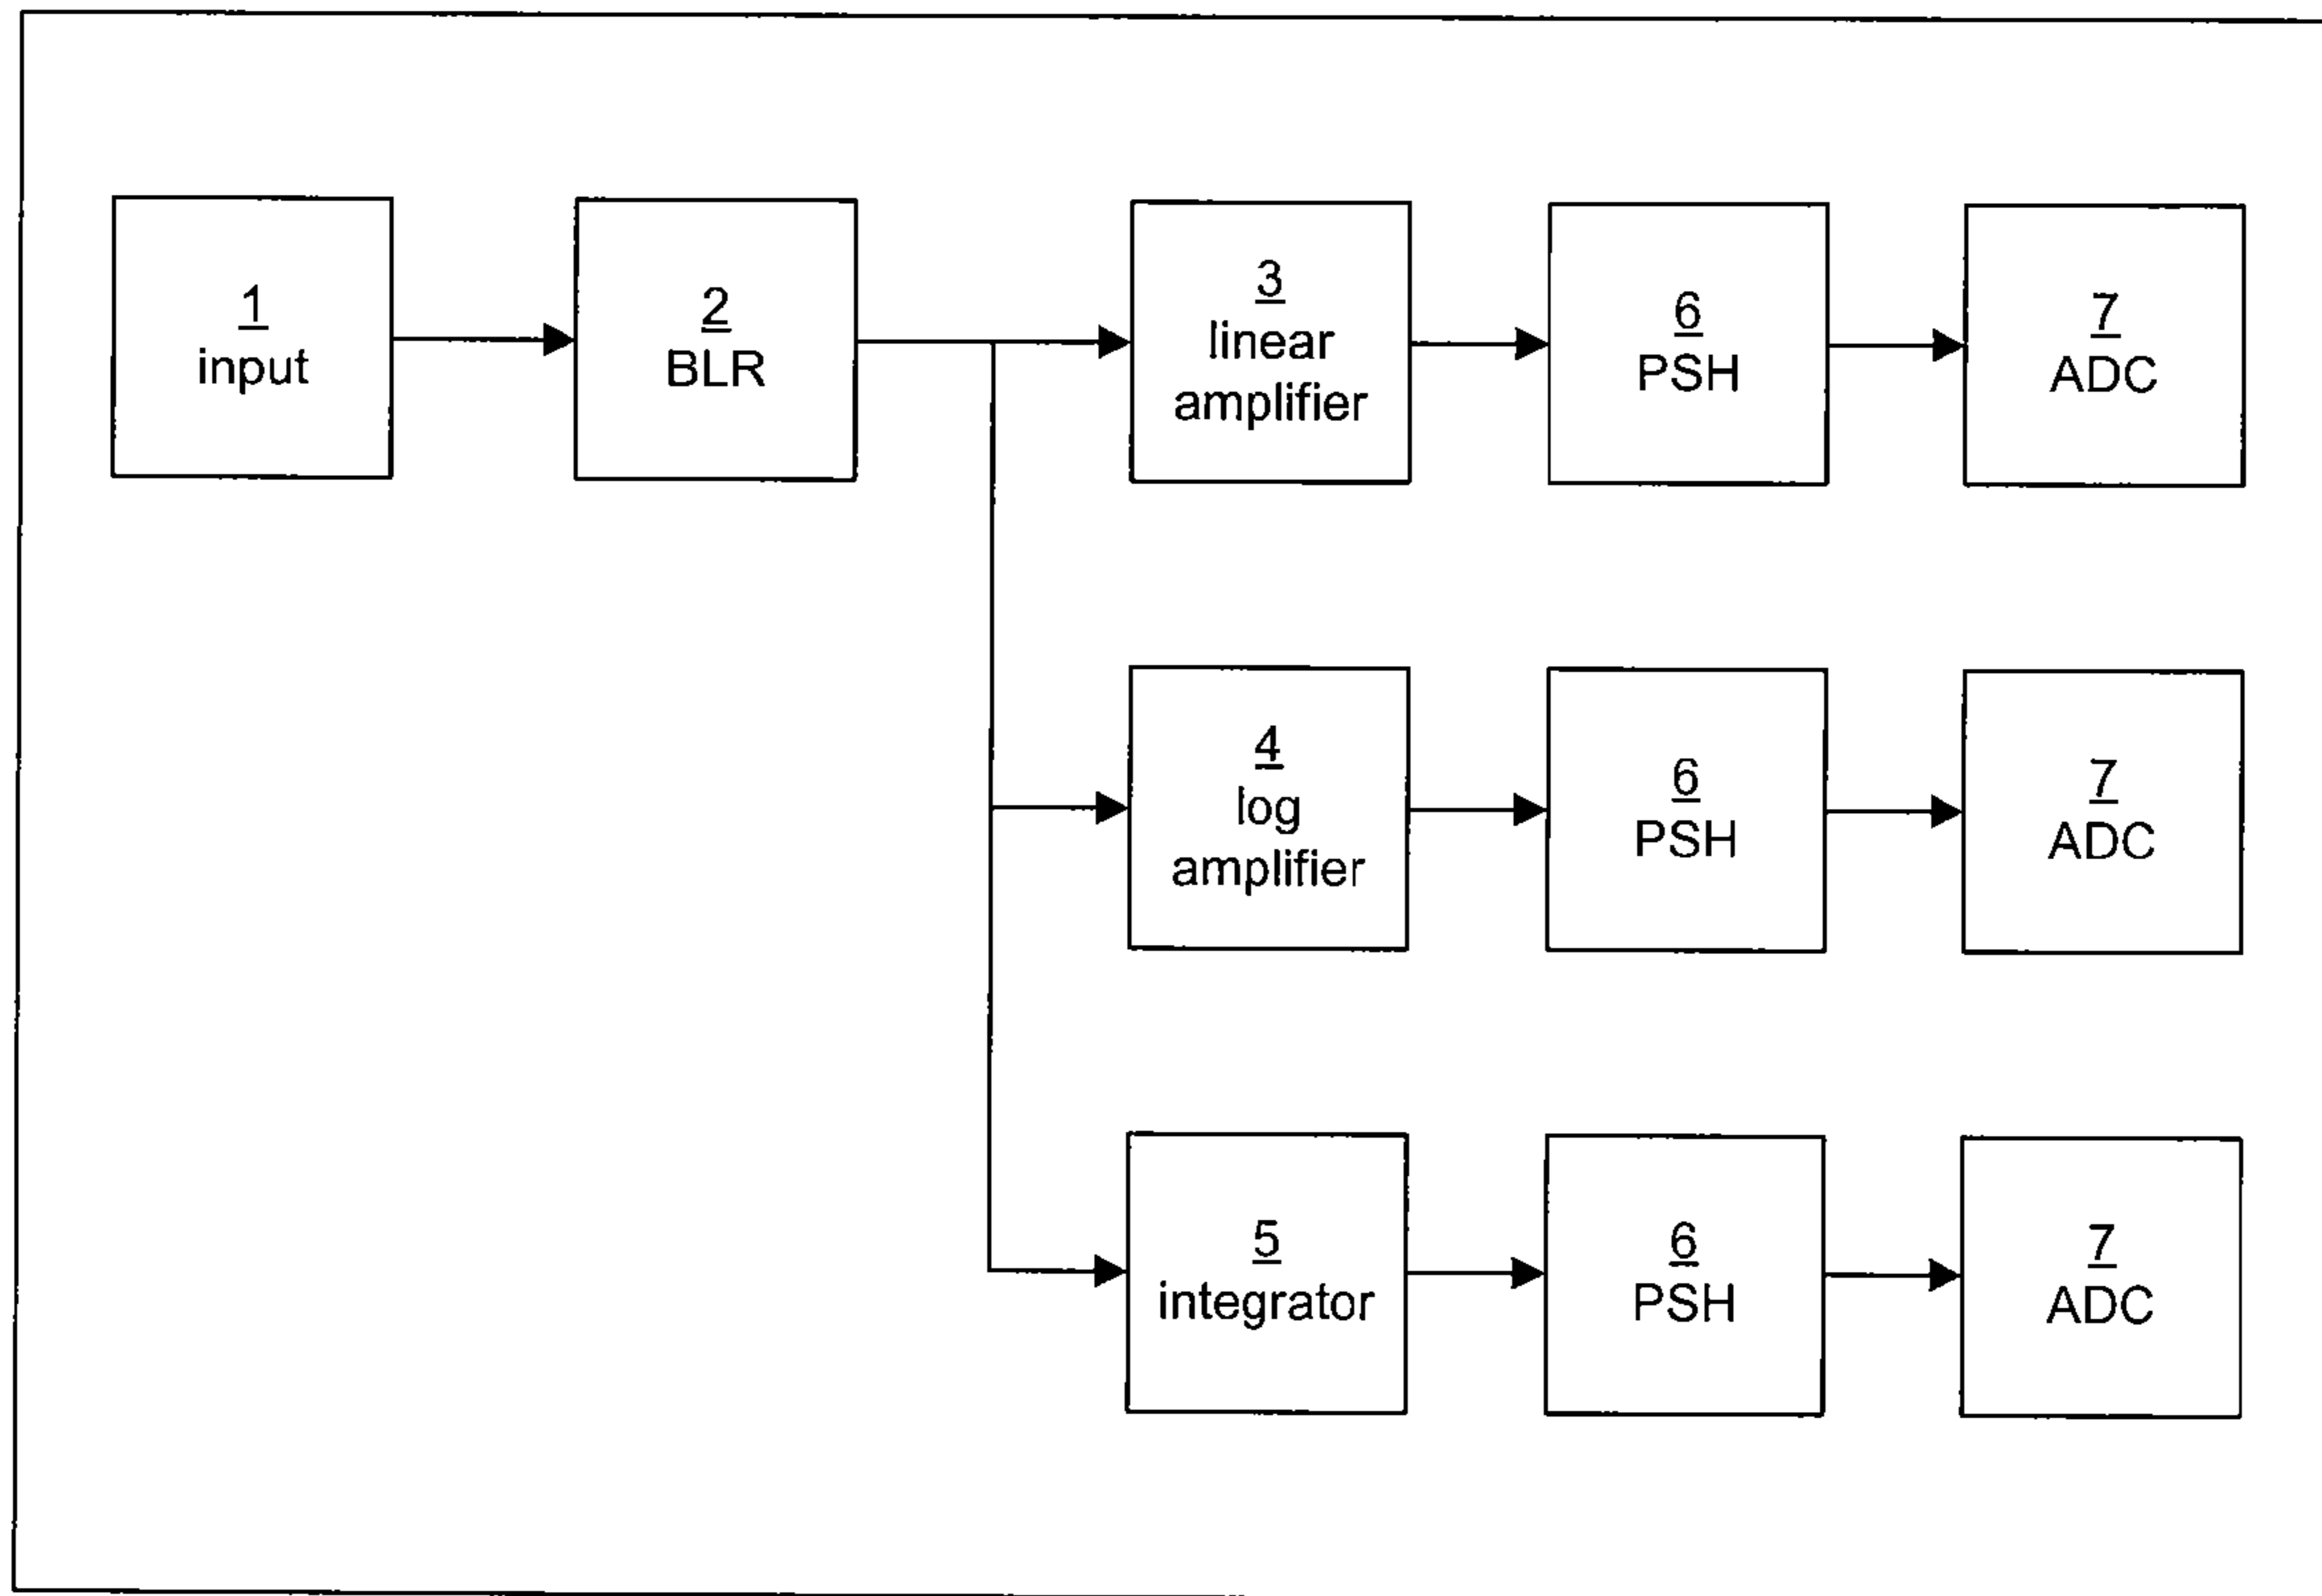 1
input
2
BLR
3
linear
amplifier
6
PSH
7
ADC
4
log
amplifier
6
PSH
7
ADC
5
integrator
6
PSH
7
ADC